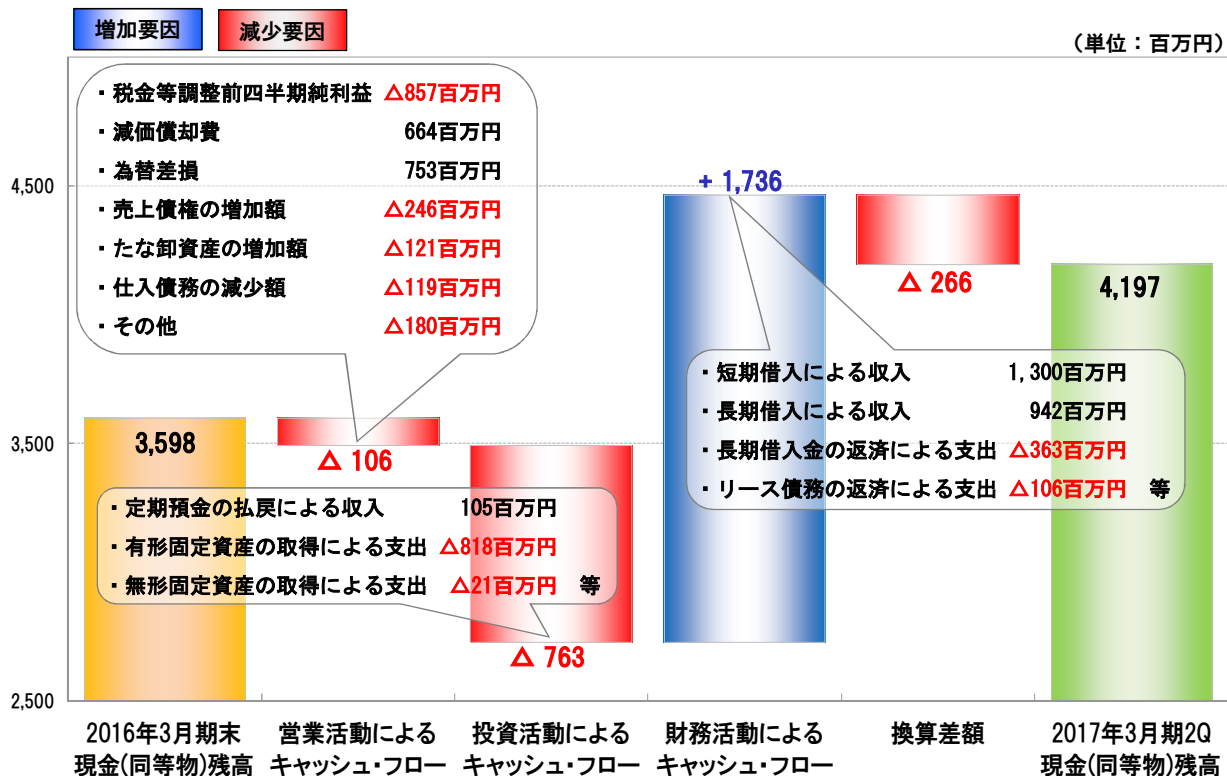 増加要因 減少要因
（単位：百万円）
・税金等調整前四半期純利益 △857百万円
・減価償却費 664百万円
・為替差損 753百万円
・売上債権の増加額 △246百万円
・たな卸資産の増加額 △121百万円
・仕入債務の減少額 △119百万円
・その他 △180百万円
4,500
3,500
2,500
3,598
△ 106
・定期預金の払戻による収入 105百万円
・有形固定資産の取得による支出 △818百万円
・無形固定資産の取得による支出 △21百万円 等
△ 763
+ 1,736
・短期借入による収入 1,300百万円
・長期借入による収入 942百万円
・長期借入金の返済による支出 △363百万円
・リース債務の返済による支出 △106百万円 等
△ 266
4,197
2016年3月期末
現金(同等物)残高
営業活動による
キャッシュ・フロー
投資活動による
キャッシュ・フロー
財務活動による
キャッシュ・フロー
換算差額
2017年3月期2Q
現金(同等物)残高